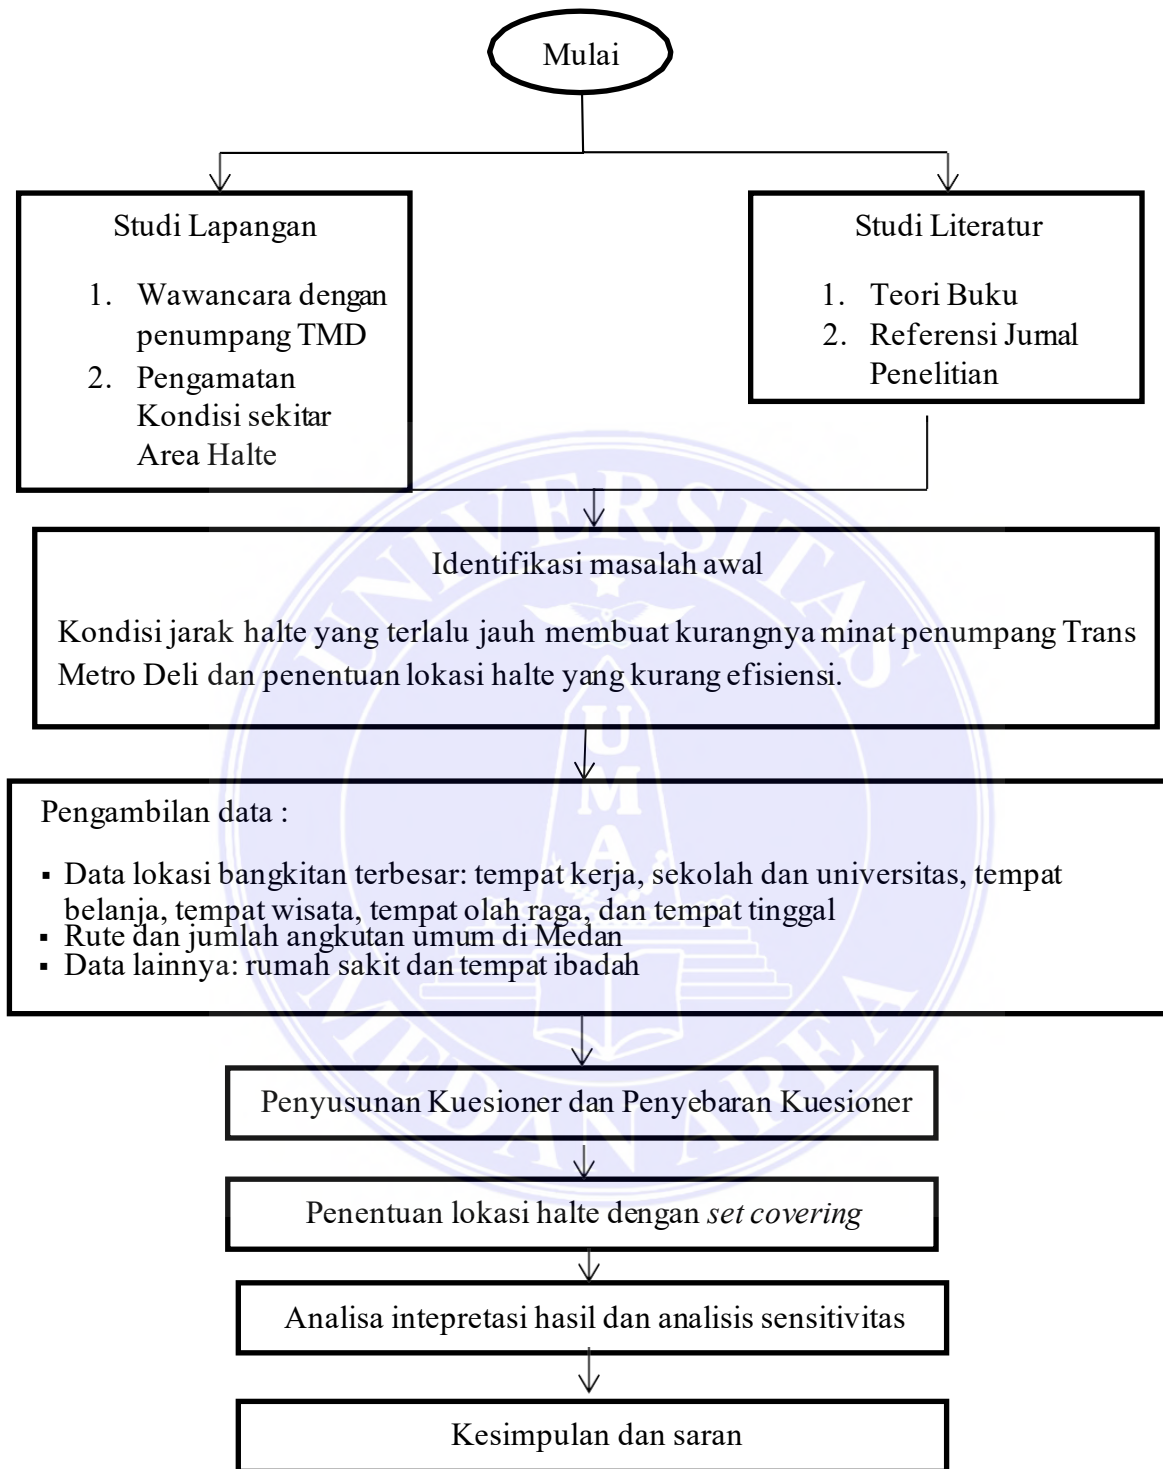 Mulai
Studi Lapangan
1. Wawancara dengan
penumpang TMD
2. Pengamatan
Kondisi sekitar
Area Halte
Studi Literatur
1. Teori Buku
2. Referensi Jurnal
Penelitian
Identifikasi masalah awal
Kondisi jarak halte yang terlalu jauh membuat kurangnya minat penumpang Trans
Metro Deli dan penentuan lokasi halte yang kurang efisiensi.
Pengambilan data :
▪ Data lokasi bangkitan terbesar: tempat kerja, sekolah dan universitas, tempat
belanja, tempat wisata, tempat olah raga, dan tempat tinggal
▪ Rute dan jumlah angkutan umum di Medan
▪ Data lainnya: rumah sakit dan tempat ibadah
Penyusunan Kuesioner dan Penyebaran Kuesioner
Penentuan lokasi halte dengan set covering
Analisa intepretasi hasil dan analisis sensitivitas
Kesimpulan dan saran
UNIVERSITAS
UMA
MEDAN AREA